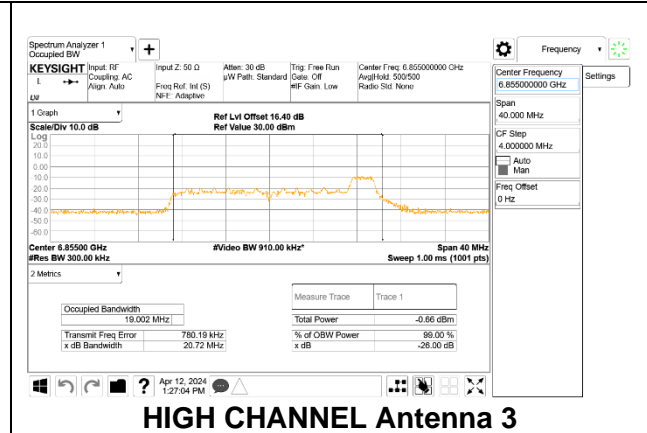 Spectrum Analyzer 1
Occupied BW
Frequency
KEYSIGHT
Input: RF
Coupling: AC
Align: Auto
Input Z: 50 Ω
Freq Ref: Int (S)
NFE: Adaptive
Atten: 30 dB
µW Path: Standard
Trig: Free Run
Gate: Off
#IF Gain: Low
Center Freq: 6.855000000 GHz
Avg|Hold: 500/500
Radio Std: None
Center Frequency
6.855000000 GHz
Settings
Span
40.000 MHz
CF Step
4.000000 MHz
Auto
Man
Freq Offset
0 Hz
1 Graph
Scale/Div 10.0 dB
Ref Lvl Offset 16.40 dB
Ref Value 30.00 dBm
Log
20.0
10.0
0.00
-10.0
-20.0
-30.0
-40.0
-50.0
-60.0
Center 6.85500 GHz
#Video BW 910.00 kHz*
Span 40 MHz
#Res BW 300.00 kHz
Sweep 1.00 ms (1001 pts)
2 Metrics
Measure Trace
Trace 1
Occupied Bandwidth
19.002 MHz
Total Power
-0.66 dBm
Transmit Freq Error
780.19 kHz
% of OBW Power
99.00 %
x dB Bandwidth
20.72 MHz
x dB
-26.00 dB
Apr 12, 2024
1:27:04 PM
HIGH CHANNEL Antenna 3